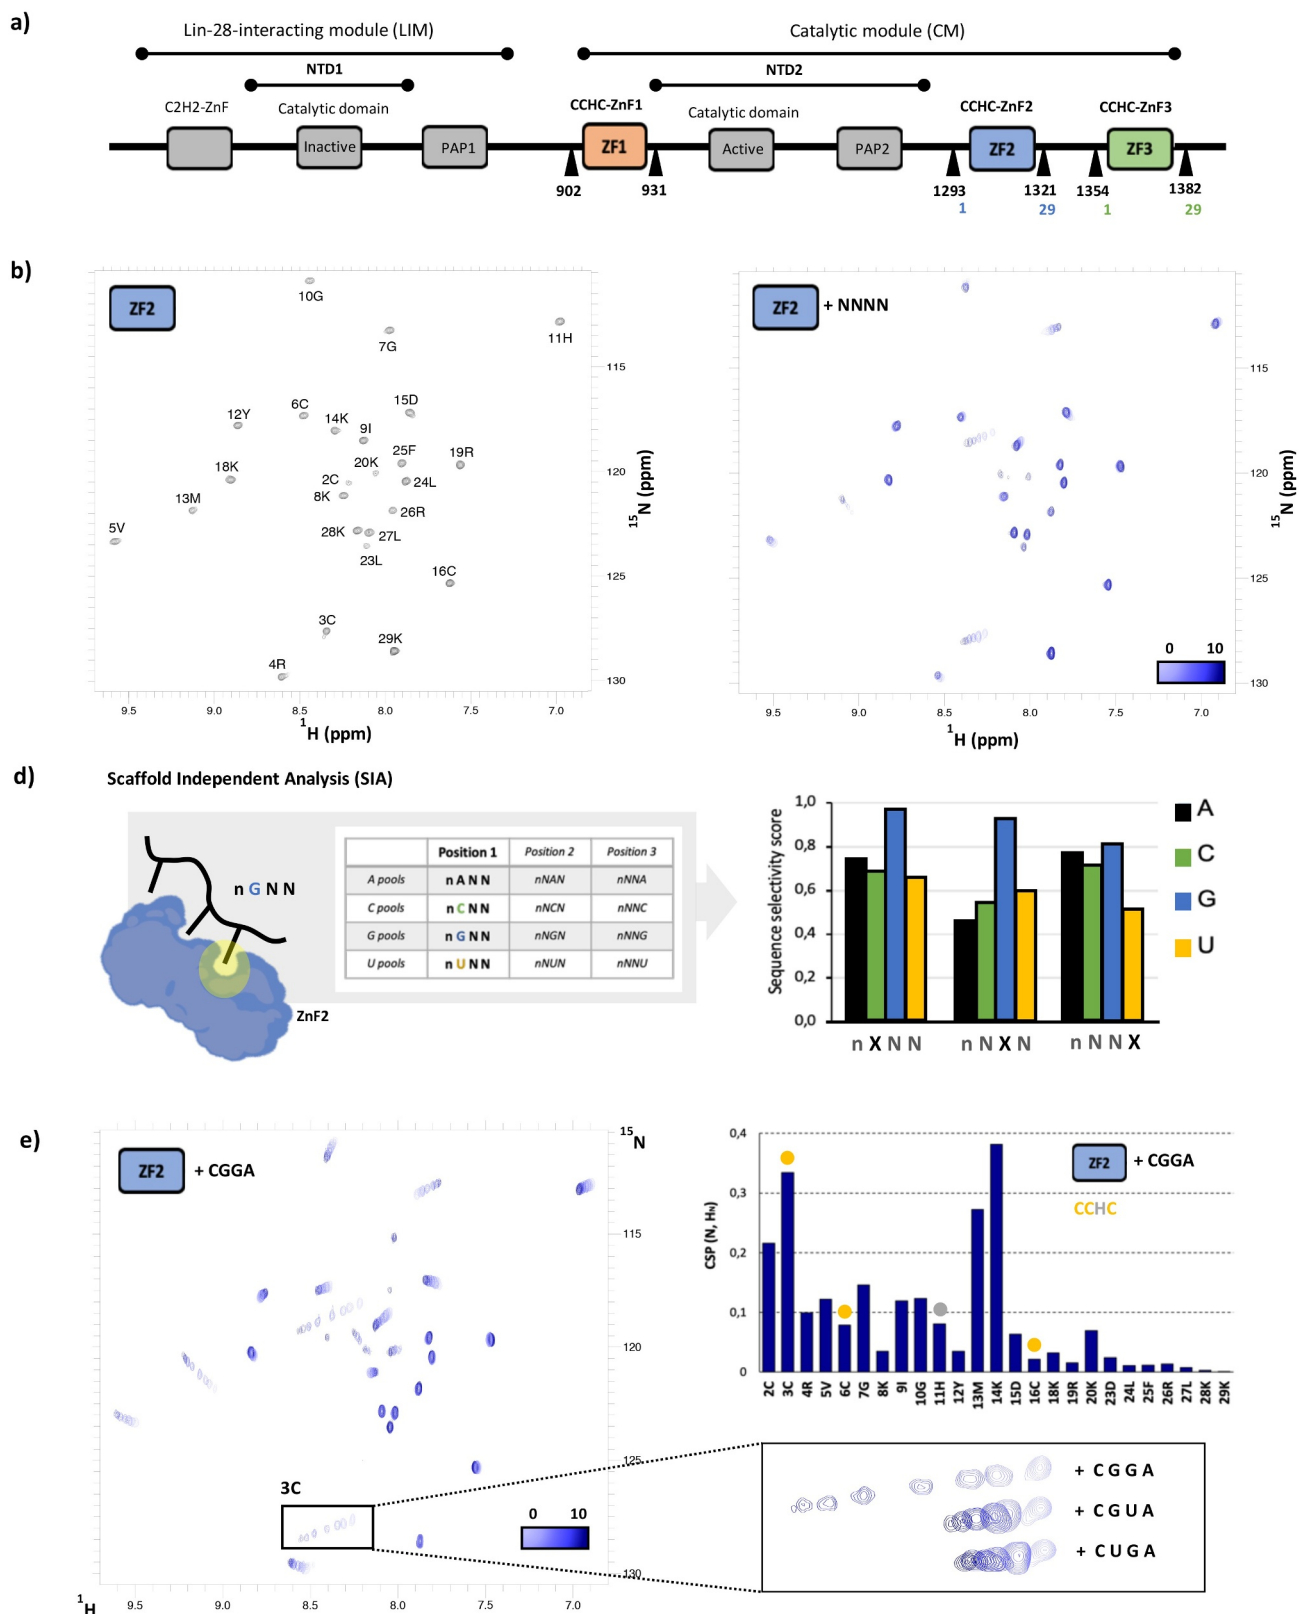 a)
Lin-28-interacting module (LIM)
Catalytic module (CM)
NTD1
NTD2
C2H2-ZnF
Catalytic domain
CCHC-ZnF1
Catalytic domain
CCHC-ZnF2
CCHC-ZnF3
Inactive
PAP1
ZF1
Active
PAP2
ZF2
ZF3
902
931
1293
1321
1354
1382
1
29
1
29
b)
ZF2
10G
7G
11H
115
6C
15D
12Y
14K
9I
25F
19R
18K
20K
120
2C
24L
8K
13M
26R
5V
28K
27L
23L
16C
125
3C
29K
4R
130
9.5 9.0 8.5 8.0 7.5 7.0
1H (ppm)
15N (ppm)
ZF2 + NNNN
115
120
125
130
0 10
9.5 9.0 8.5 8.0 7.5 7.0
1H (ppm)
15N (ppm)
d)
Scaffold Independent Analysis (SIA)
n G N N
ZnF2
Position 1 Position 2 Position 3
A pools n A N N nNAN nNNA
C pools n C N N nNCN nNNC
G pools n G N N nNGN nNNG
U pools n U N N nNUN nNNU
Sequence selectivity score
1,0
0,8
0,6
0,4
0,2
0,0
n X N N
n N X N
n N N X
A
C
G
U
e)
ZF2 + CGGA
15N
115
120
125
130
3C
0 10
1H
9.5 9.0 8.5 8.0 7.5 7.0
CSP (N, HN)
0,4
0,3
0,2
0,1
0
ZF2 + CGGA
CCHC
2C 3C 4R 5V 6C 7G 8K 9I 10G 11H 12Y 13M 14K 15D 16C 18K 19R 20K 23D 24L 25F 26R 27L 28K 29K
+ C G G A
+ C G U A
+ C U G A